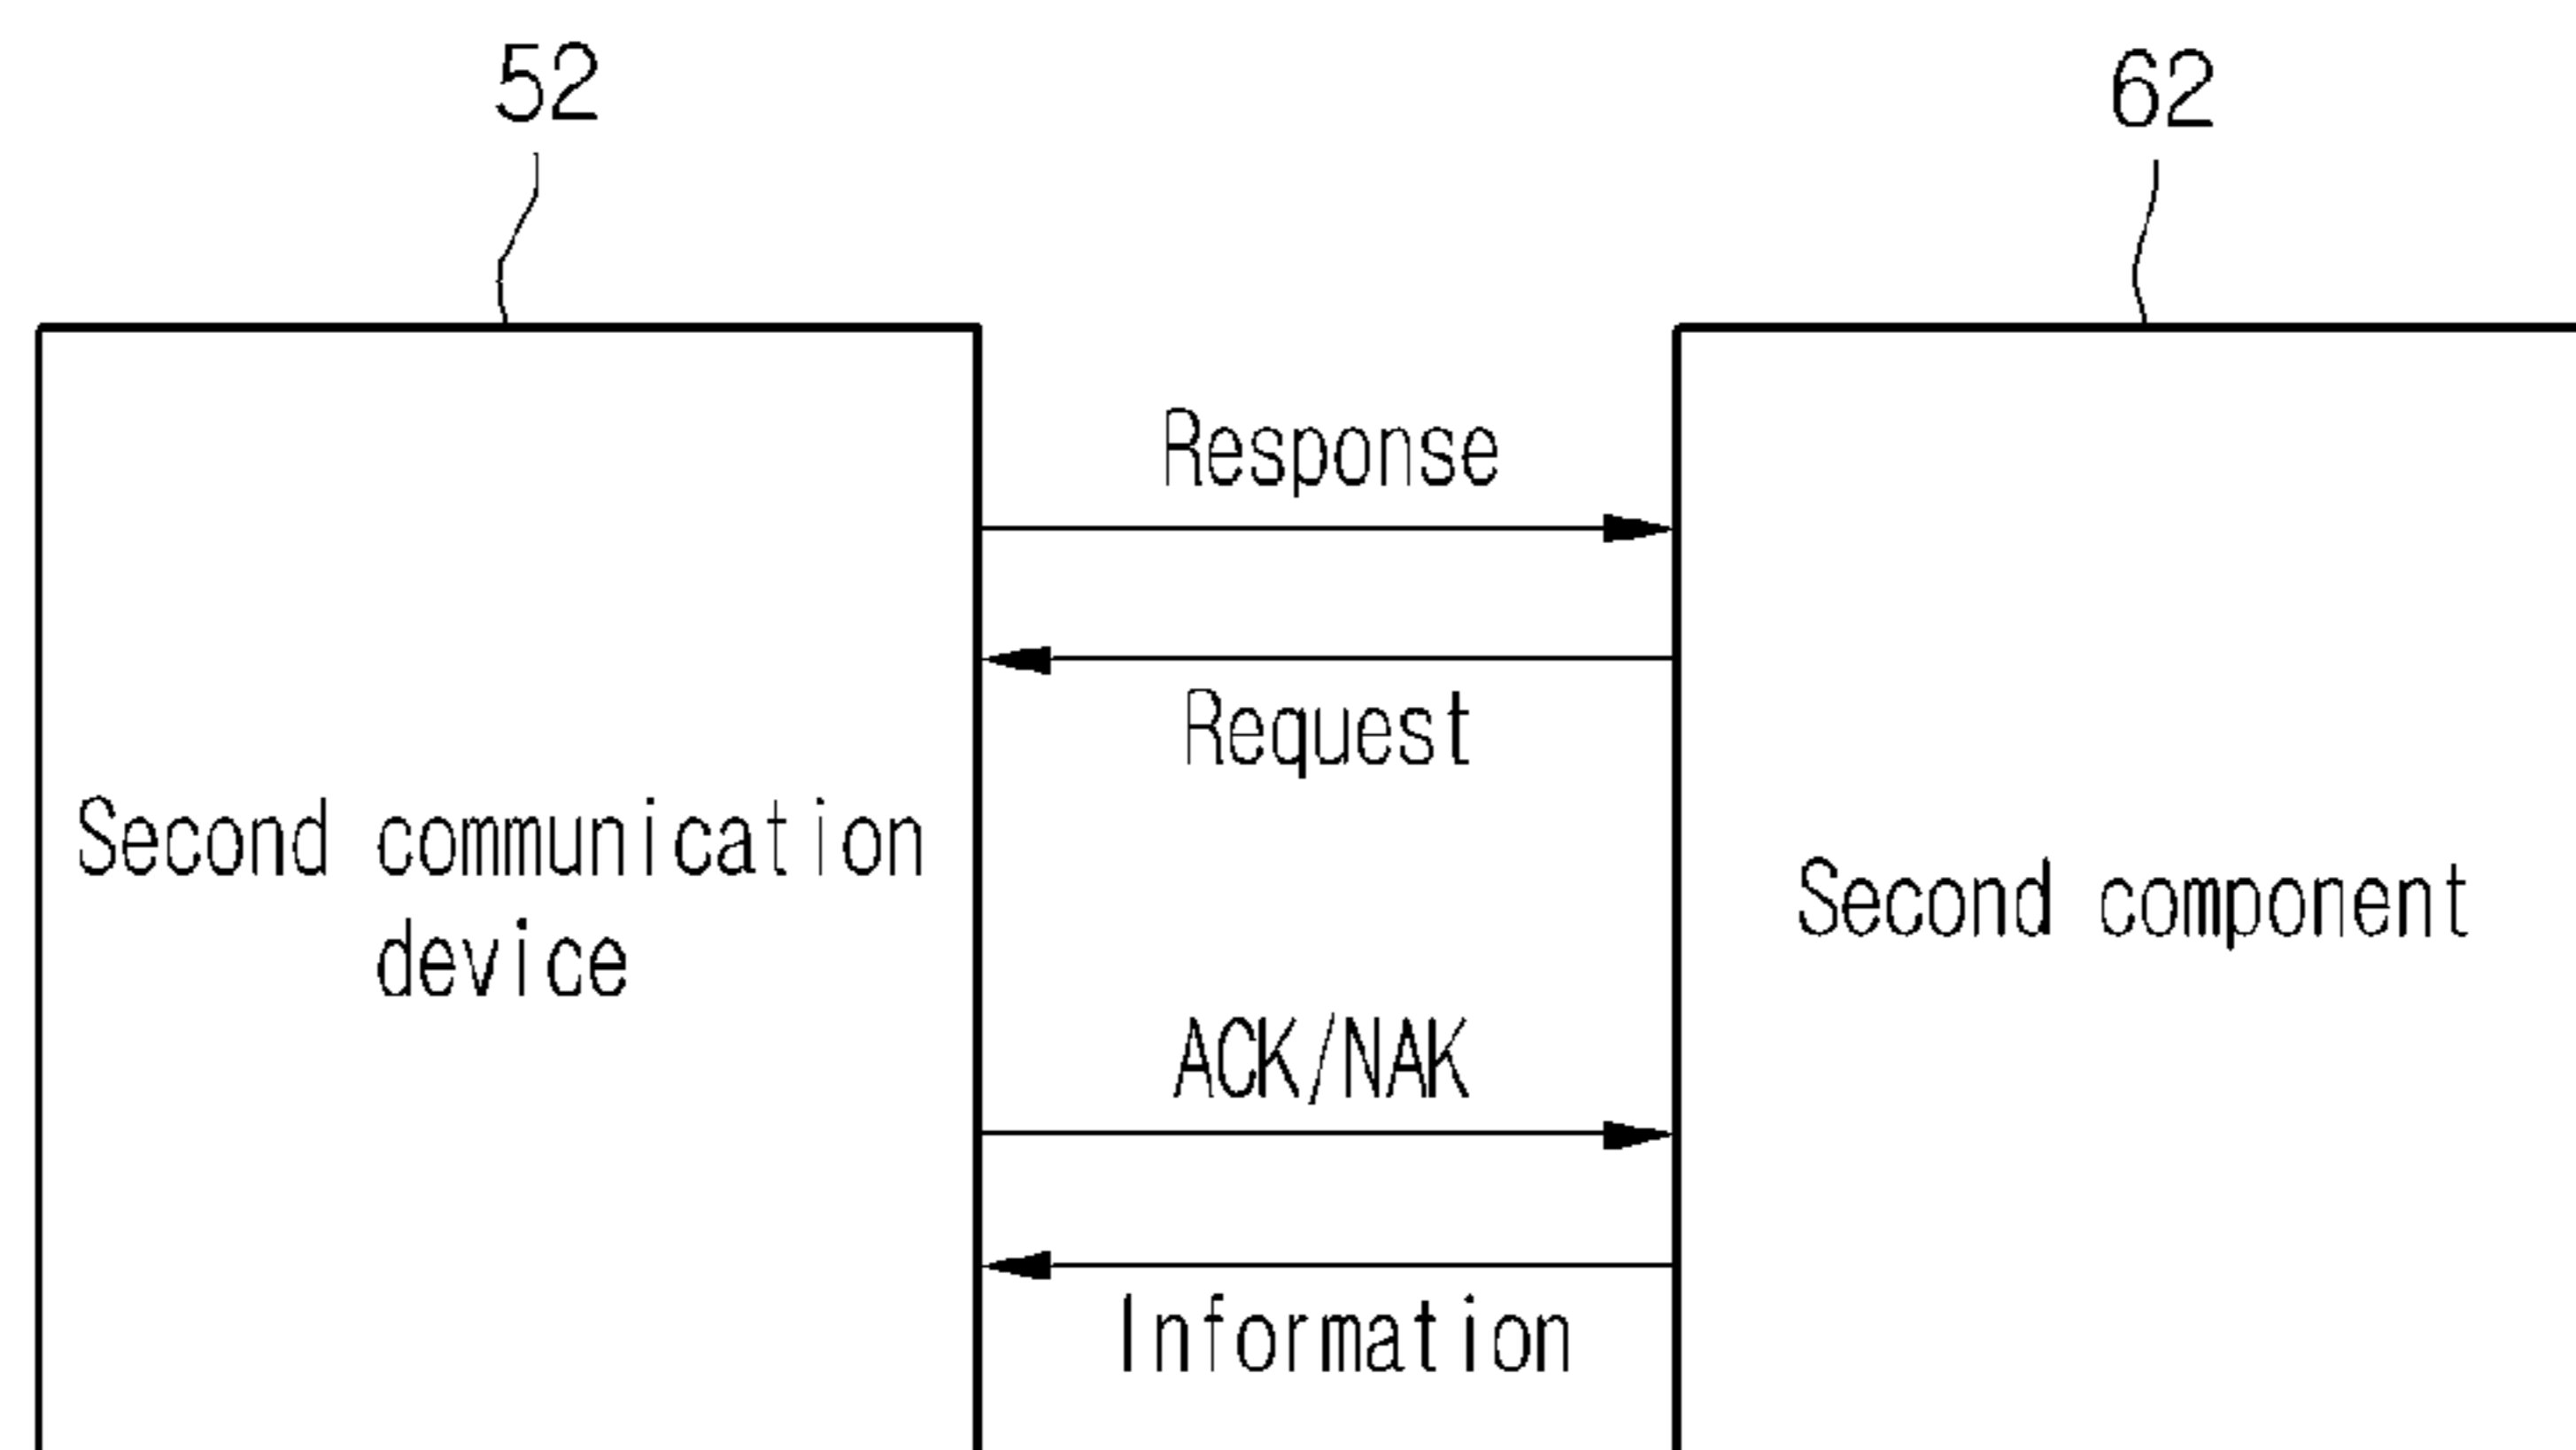 52
62
Response
Request
Second communication
device
Second component
ACK/NAK
Information